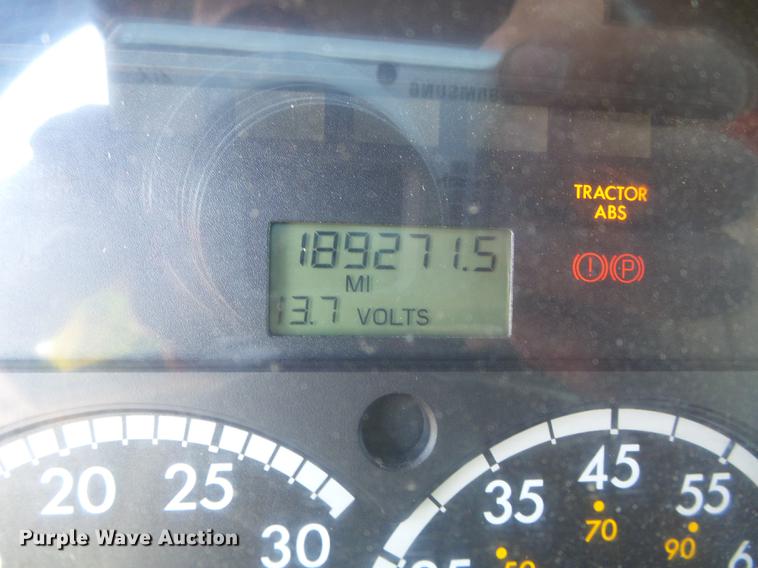 SAMSUNG
TRACTOR
ABS
189271.5
MI
13.7 VOLTS
P
20 25 30
35 45 55
70 90
Purple Wave Auction